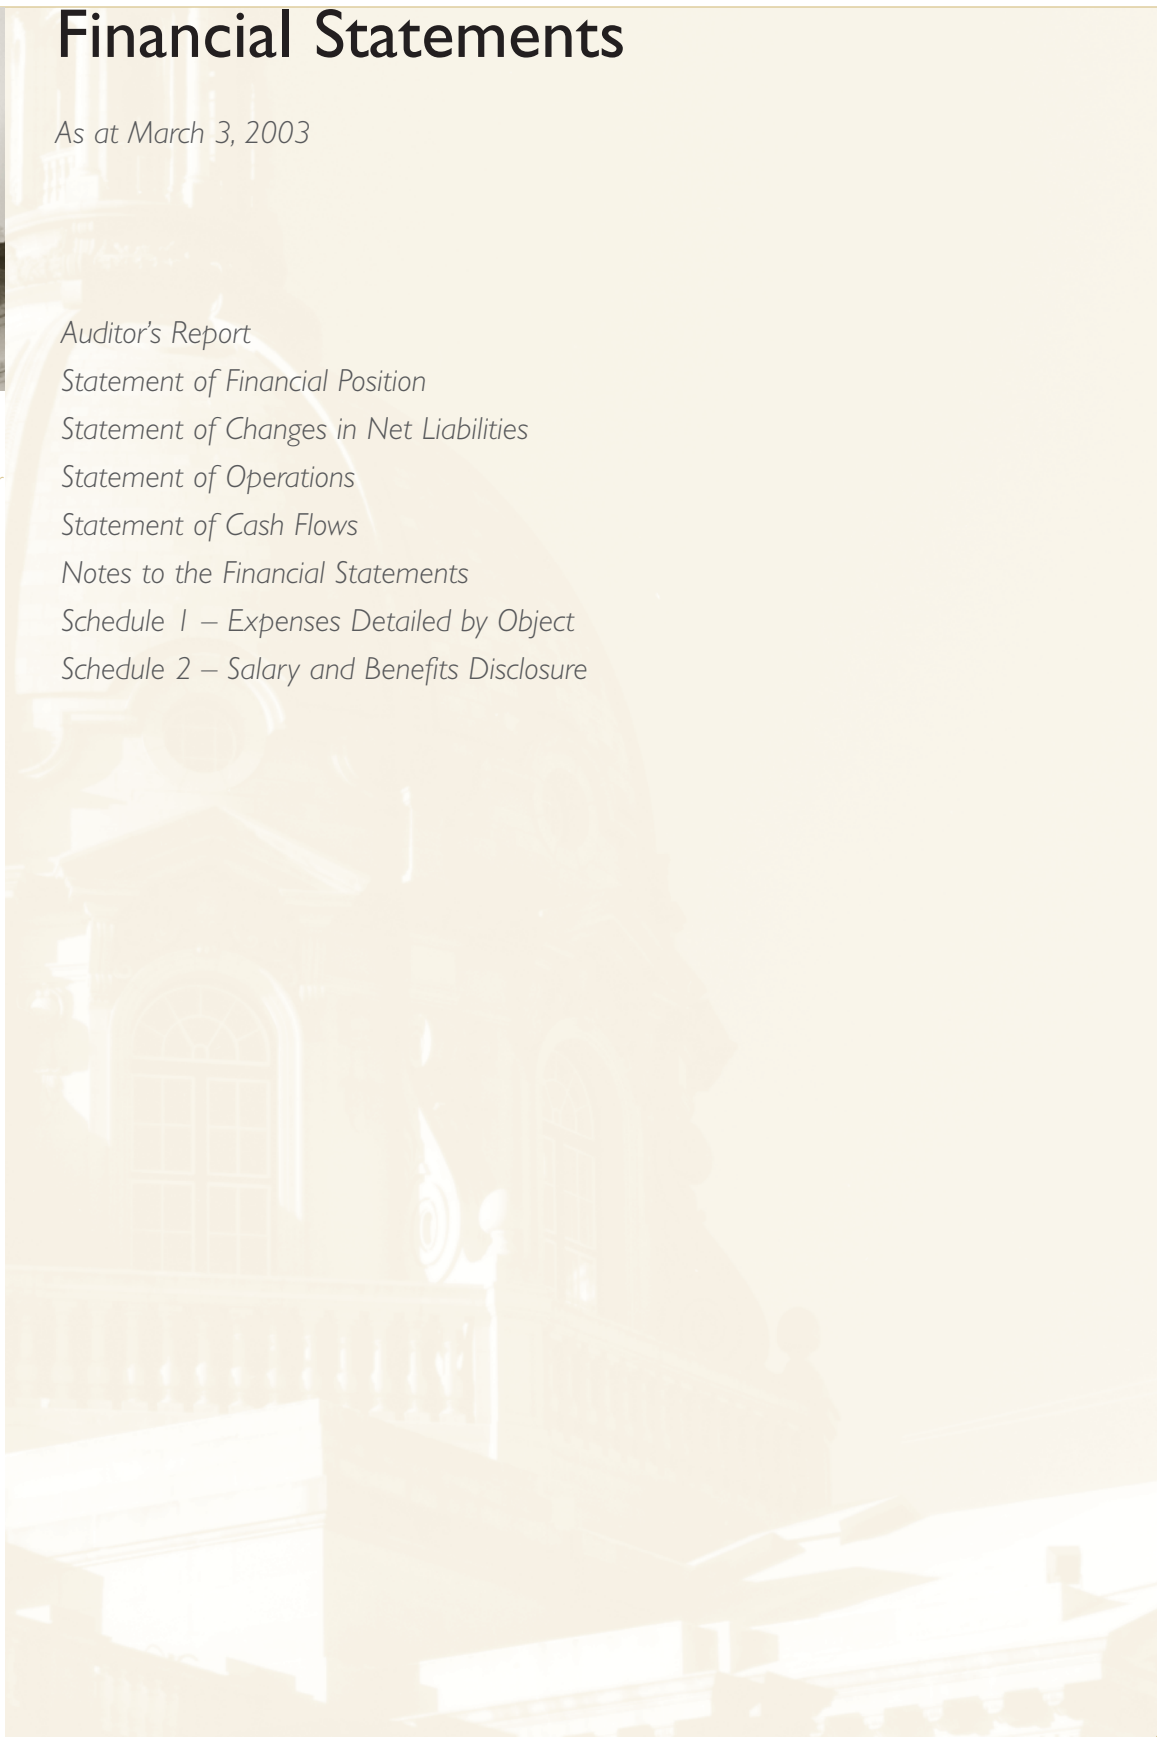 Financial Statements
As at March 3, 2003
Auditor’s Report
Statement of Financial Position
Statement of Changes in Net Liabilities
Statement of Operations
Statement of Cash Flows
Notes to the Financial Statements
Schedule 1 – Expenses Detailed by Object
Schedule 2 – Salary and Benefits Disclosure